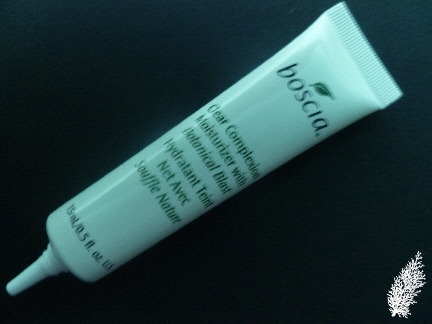 boscia
Clear Complexion
Moisturizer with
Botanical Blast
Hydratant Teint
Net Avec
Souffle Nature
15 mL/0.5 fl. oz. U.S